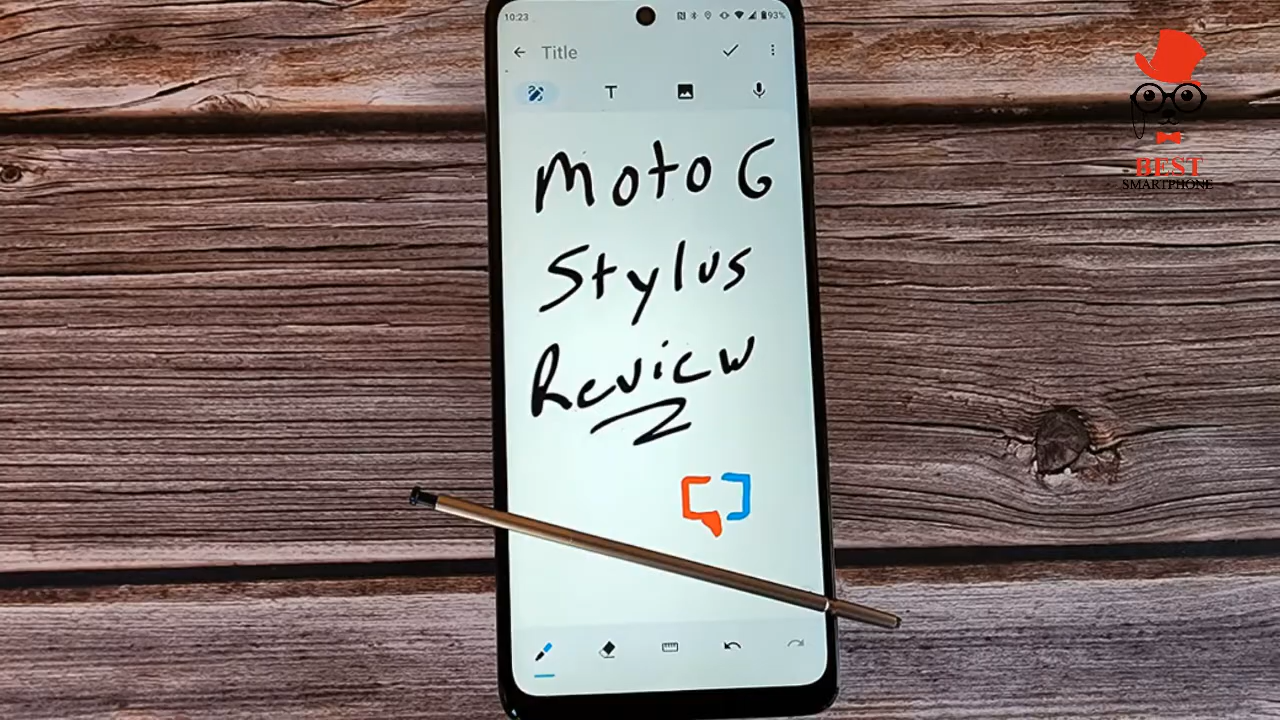 10:23
93%
Title
T
Moto G
Stylus
Review
BEST
SMARTPHONE